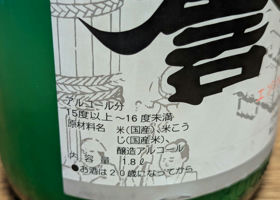 アルコール分
15度以上〜16度未満
原材料名 米(国産)、米こう
じ(国産米)、
醸造アルコール
内容量 1.8ℓ
●お酒は20歳になってから